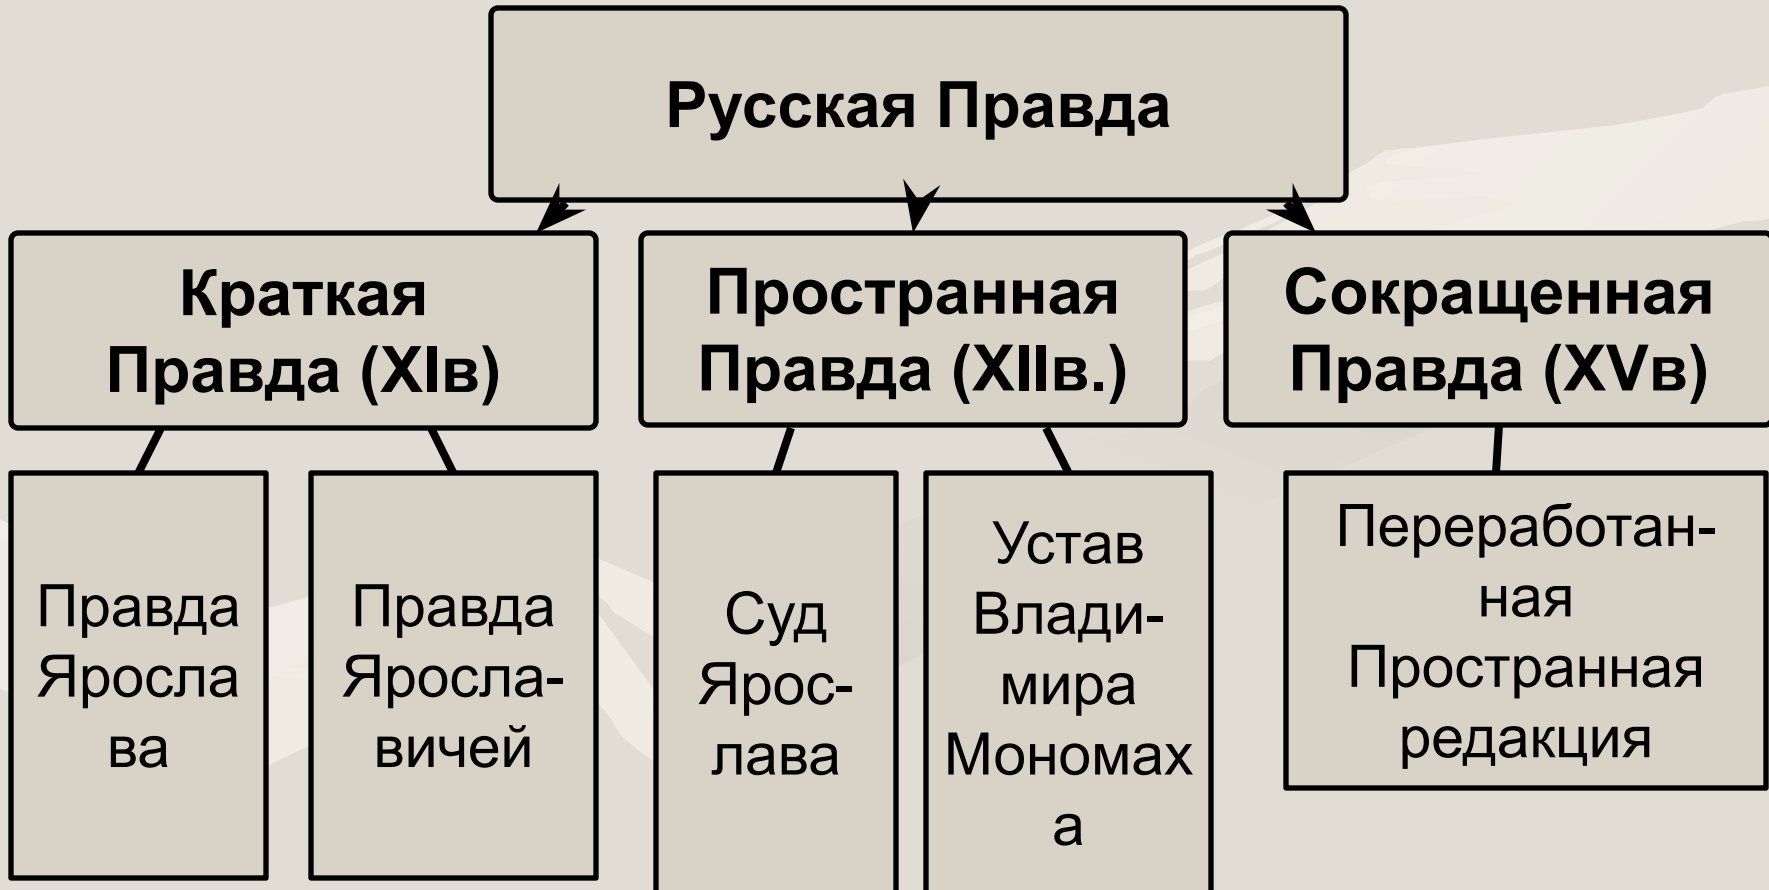 Русская Правда
Краткая
Правда (XIв)
Пространная
Правда (XIIв.)
Сокращенная
Правда (XVв)
Правда
Яросла
ва
Правда
Яросла-
вичей
Суд
Ярос-
лава
Устав
Влади-
мира
Мономах
а
Переработан-
ная
Пространная
редакция